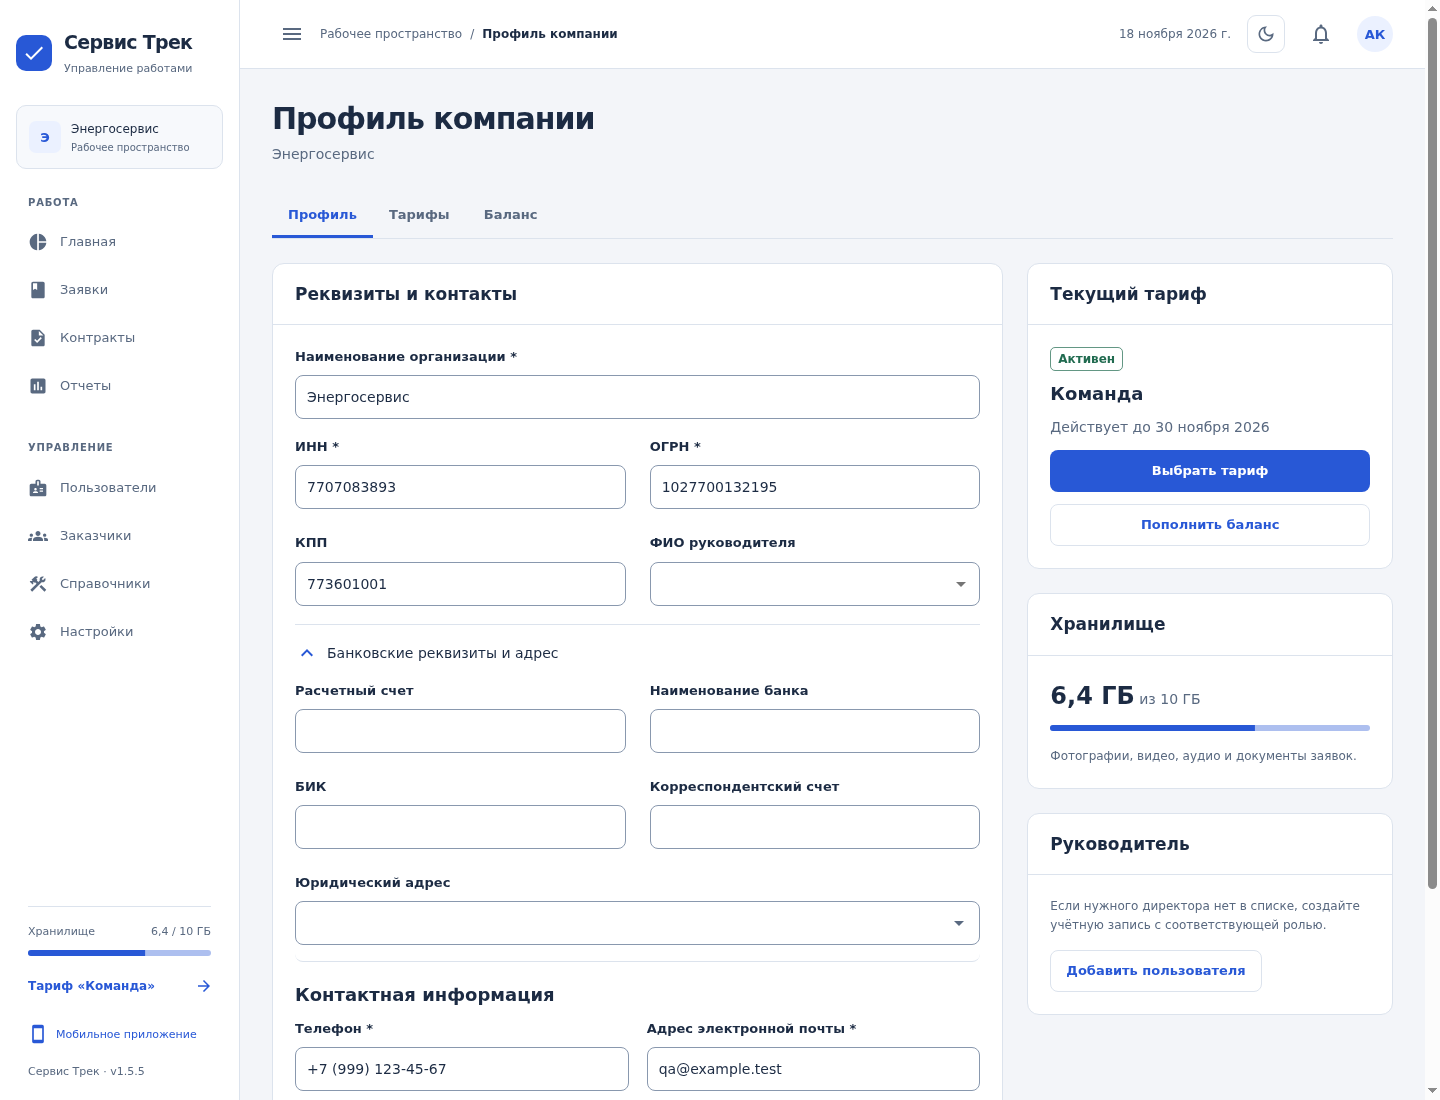 Сервис Трек
Управление работами
Э
Энергосервис
Рабочее пространство
РАБОТА
Главная
Заявки
Контракты
Отчеты
УПРАВЛЕНИЕ
Пользователи
Заказчики
Справочники
Настройки
Хранилище 6,4 / 10 ГБ
Тариф «Команда»
Мобильное приложение
Сервис Трек · v1.5.5
Рабочее пространство / Профиль компании
18 ноября 2026 г.
АК
Профиль компании
Энергосервис
Профиль Тарифы Баланс
Реквизиты и контакты
Наименование организации *
Энергосервис
ИНН * ОГРН *
7707083893 1027700132195
КПП ФИО руководителя
773601001
Банковские реквизиты и адрес
Расчетный счет Наименование банка
БИК Корреспондентский счет
Юридический адрес
Контактная информация
Телефон * Адрес электронной почты *
+7 (999) 123-45-67 qa@example.test
Текущий тариф
Активен
Команда
Действует до 30 ноября 2026
Выбрать тариф
Пополнить баланс
Хранилище
6,4 ГБ из 10 ГБ
Фотографии, видео, аудио и документы заявок.
Руководитель
Если нужного директора нет в списке, создайте
учётную запись с соответствующей ролью.
Добавить пользователя